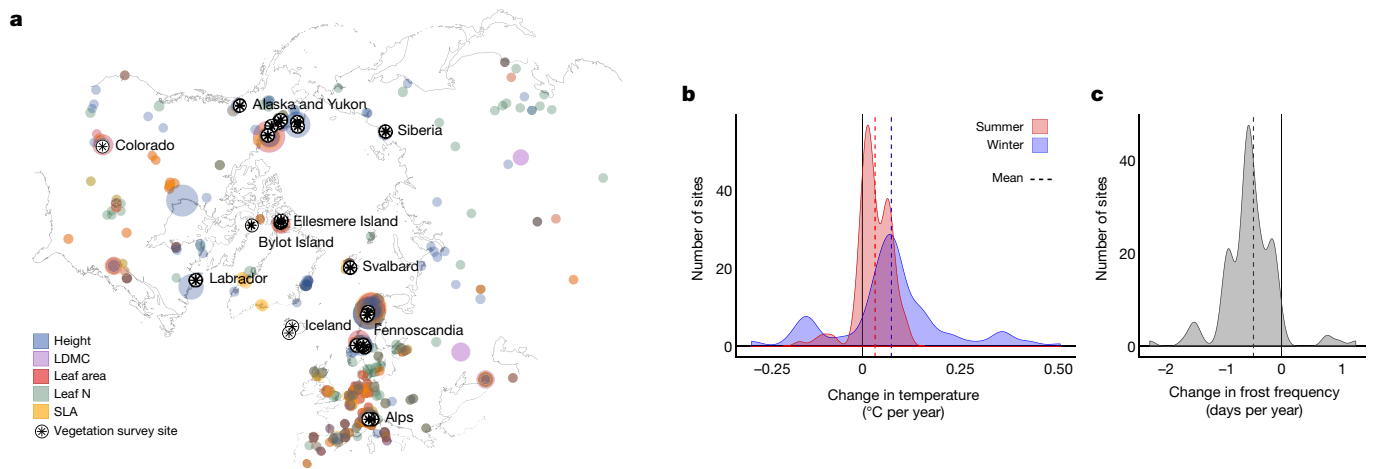 a
Alaska and Yukon
Siberia
Colorado
Ellesmere Island
Bylot Island
Svalbard
Labrador
Iceland
Fennoscandia
Alps
Height
LDMC
Leaf area
Leaf N
SLA
Vegetation survey site
b
Summer
Winter
Mean
Number of sites
40
20
0
−0.25
0
0.25
0.50
Change in temperature
(°C per year)
c
Number of sites
40
20
0
−2
−1
0
1
Change in frost frequency
(days per year)